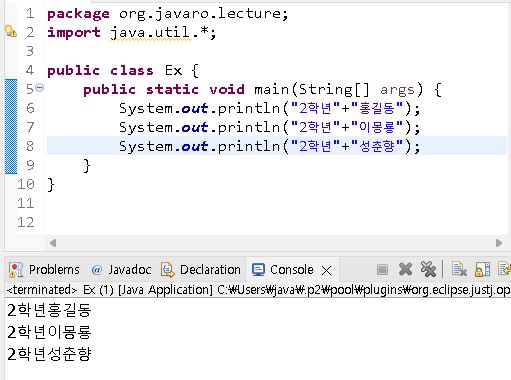 1 package org.javaro.lecture;
2 import java.util.*;
3
4 public class Ex {
5 public static void main(String[] args) {
6 System.out.println("2학년"+"홍길동");
7 System.out.println("2학년"+"이몽룡");
8 System.out.println("2학년"+"성춘향");
9 }
10 }
11
12
Problems @ Javadoc Declaration Console
<terminated> Ex (1) [Java Application] C:₩Users₩java₩.p2₩pool₩plugins₩org.eclipse.justj.op
2학년홍길동
2학년이몽룡
2학년성춘향